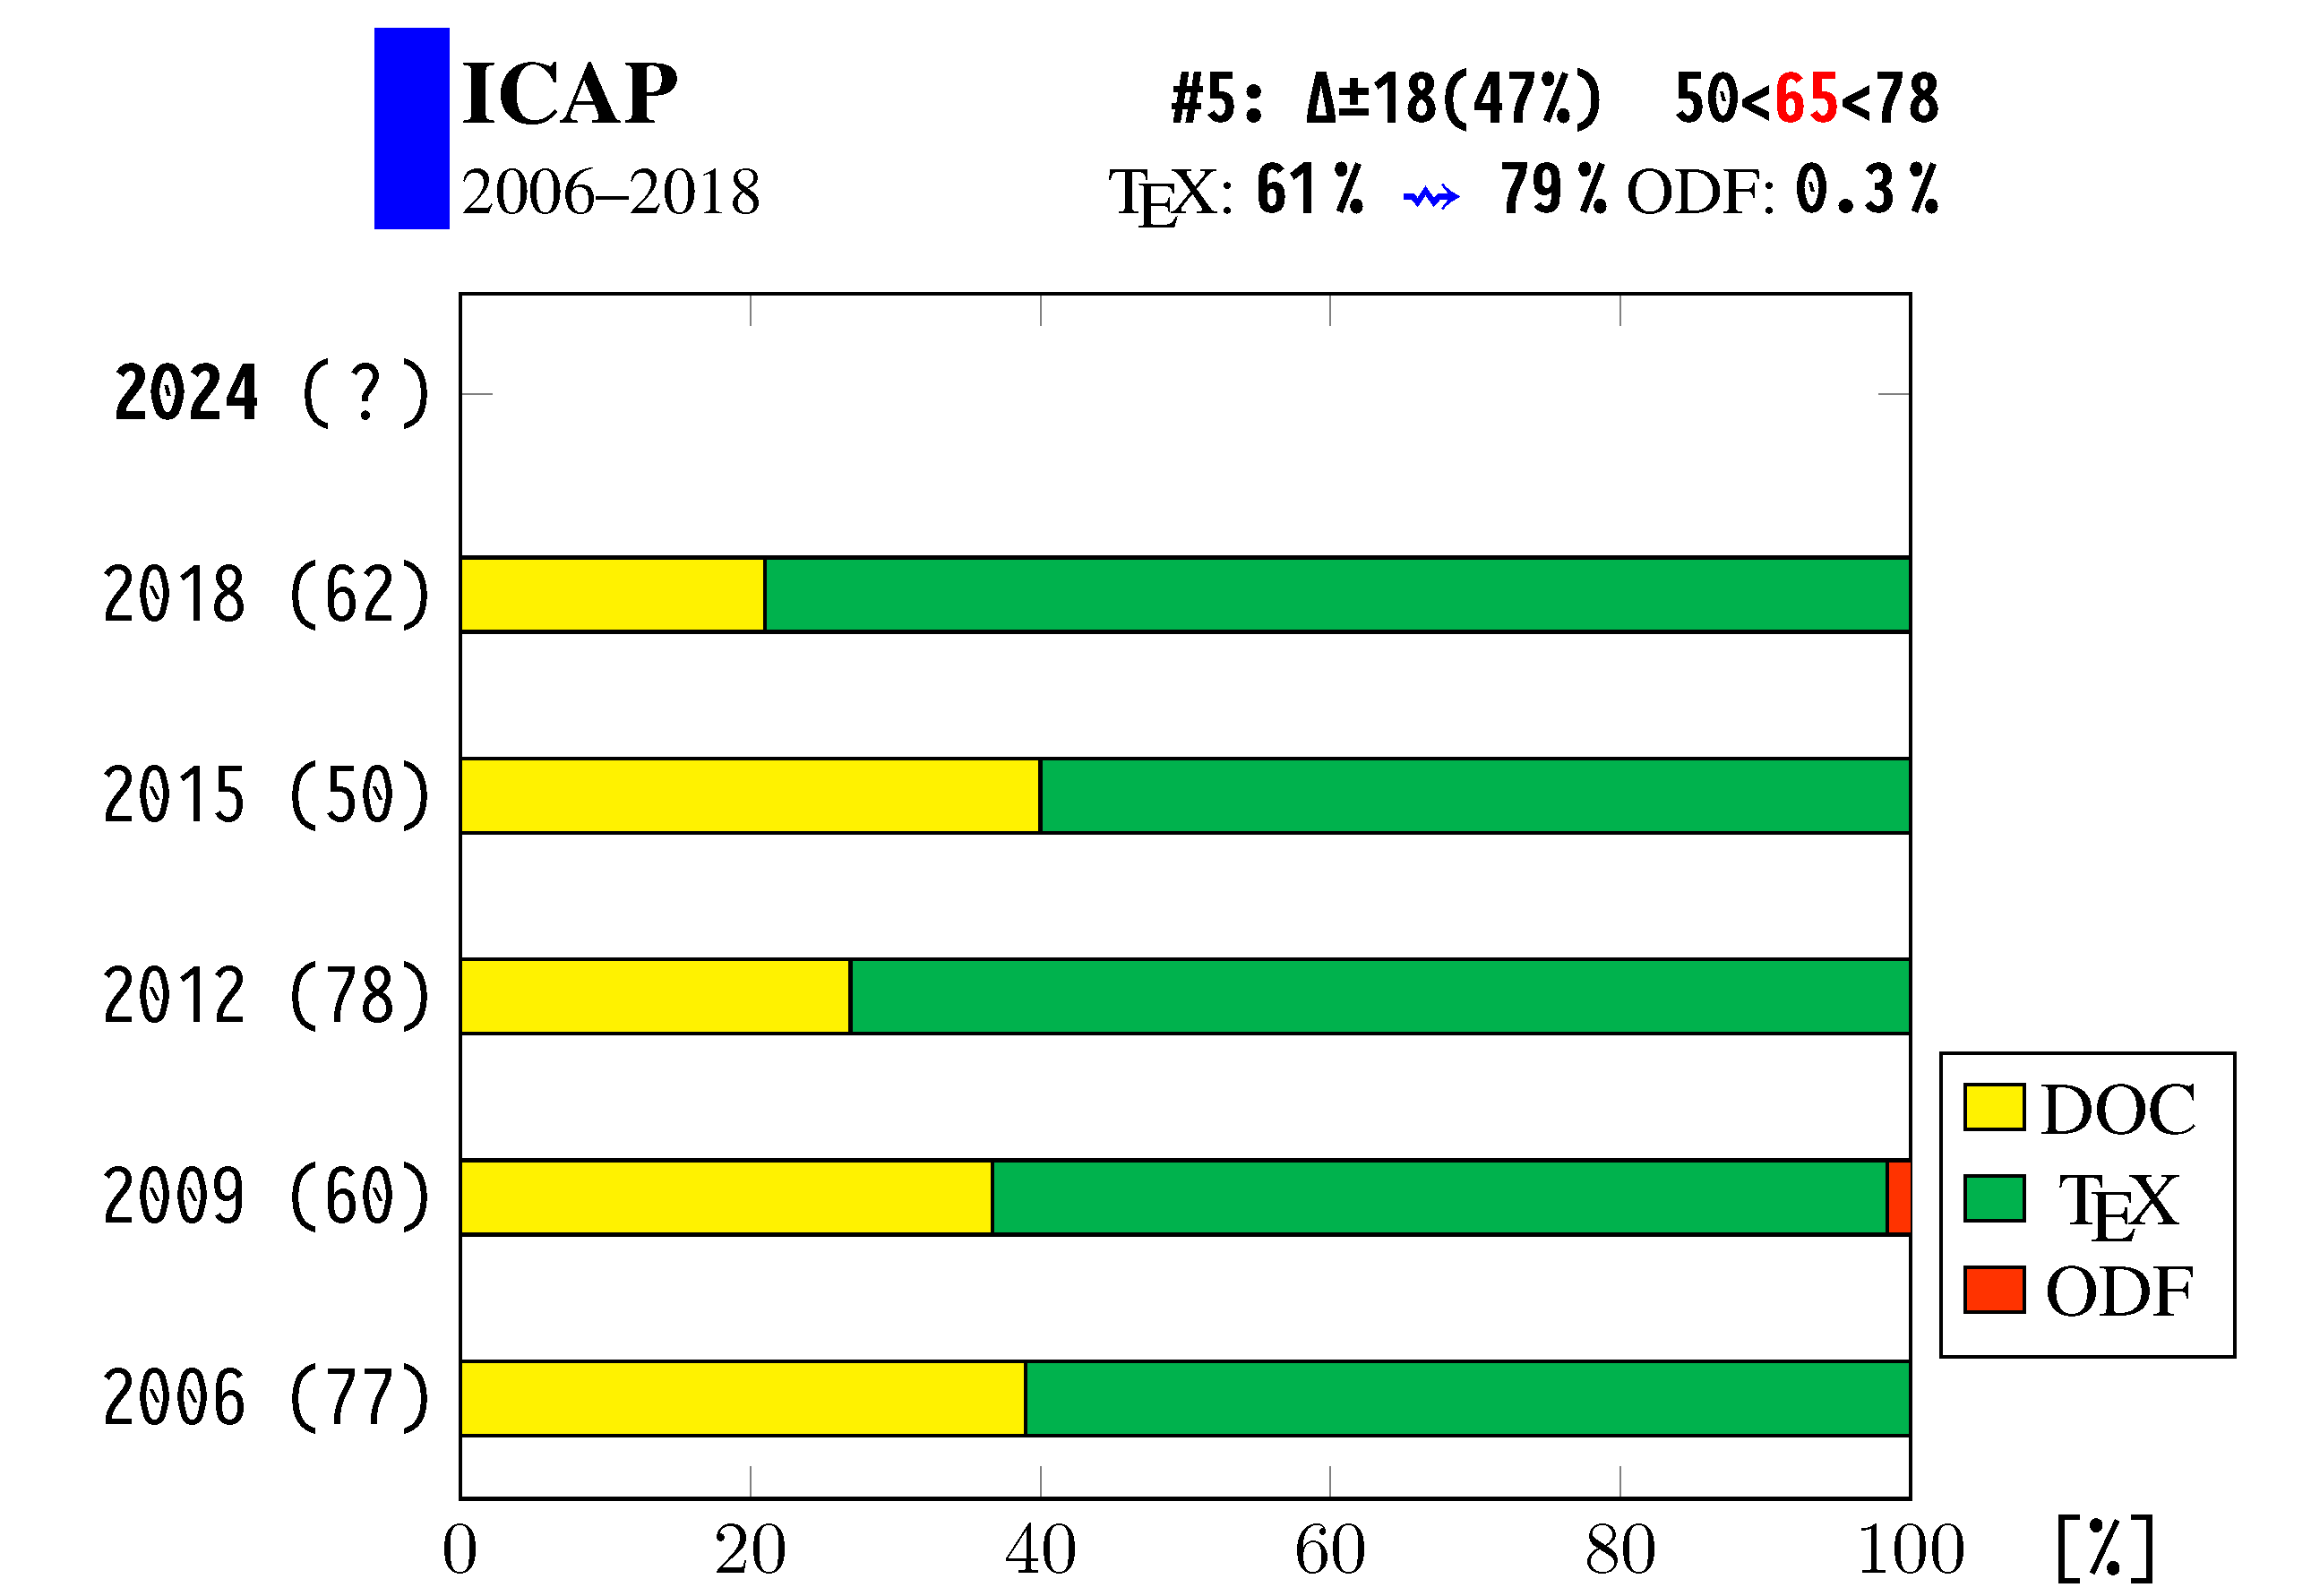 ICAP
#5: Δ±18(47%) 50<65<78
2006–2018
TEX: 61% ⇝ 79% ODF: 0.3%
2024 (?)
2018 (62)
2015 (50)
2012 (78)
2009 (60)
2006 (77)
DOC
TEX
ODF
0 20 40 60 80 100 [%]